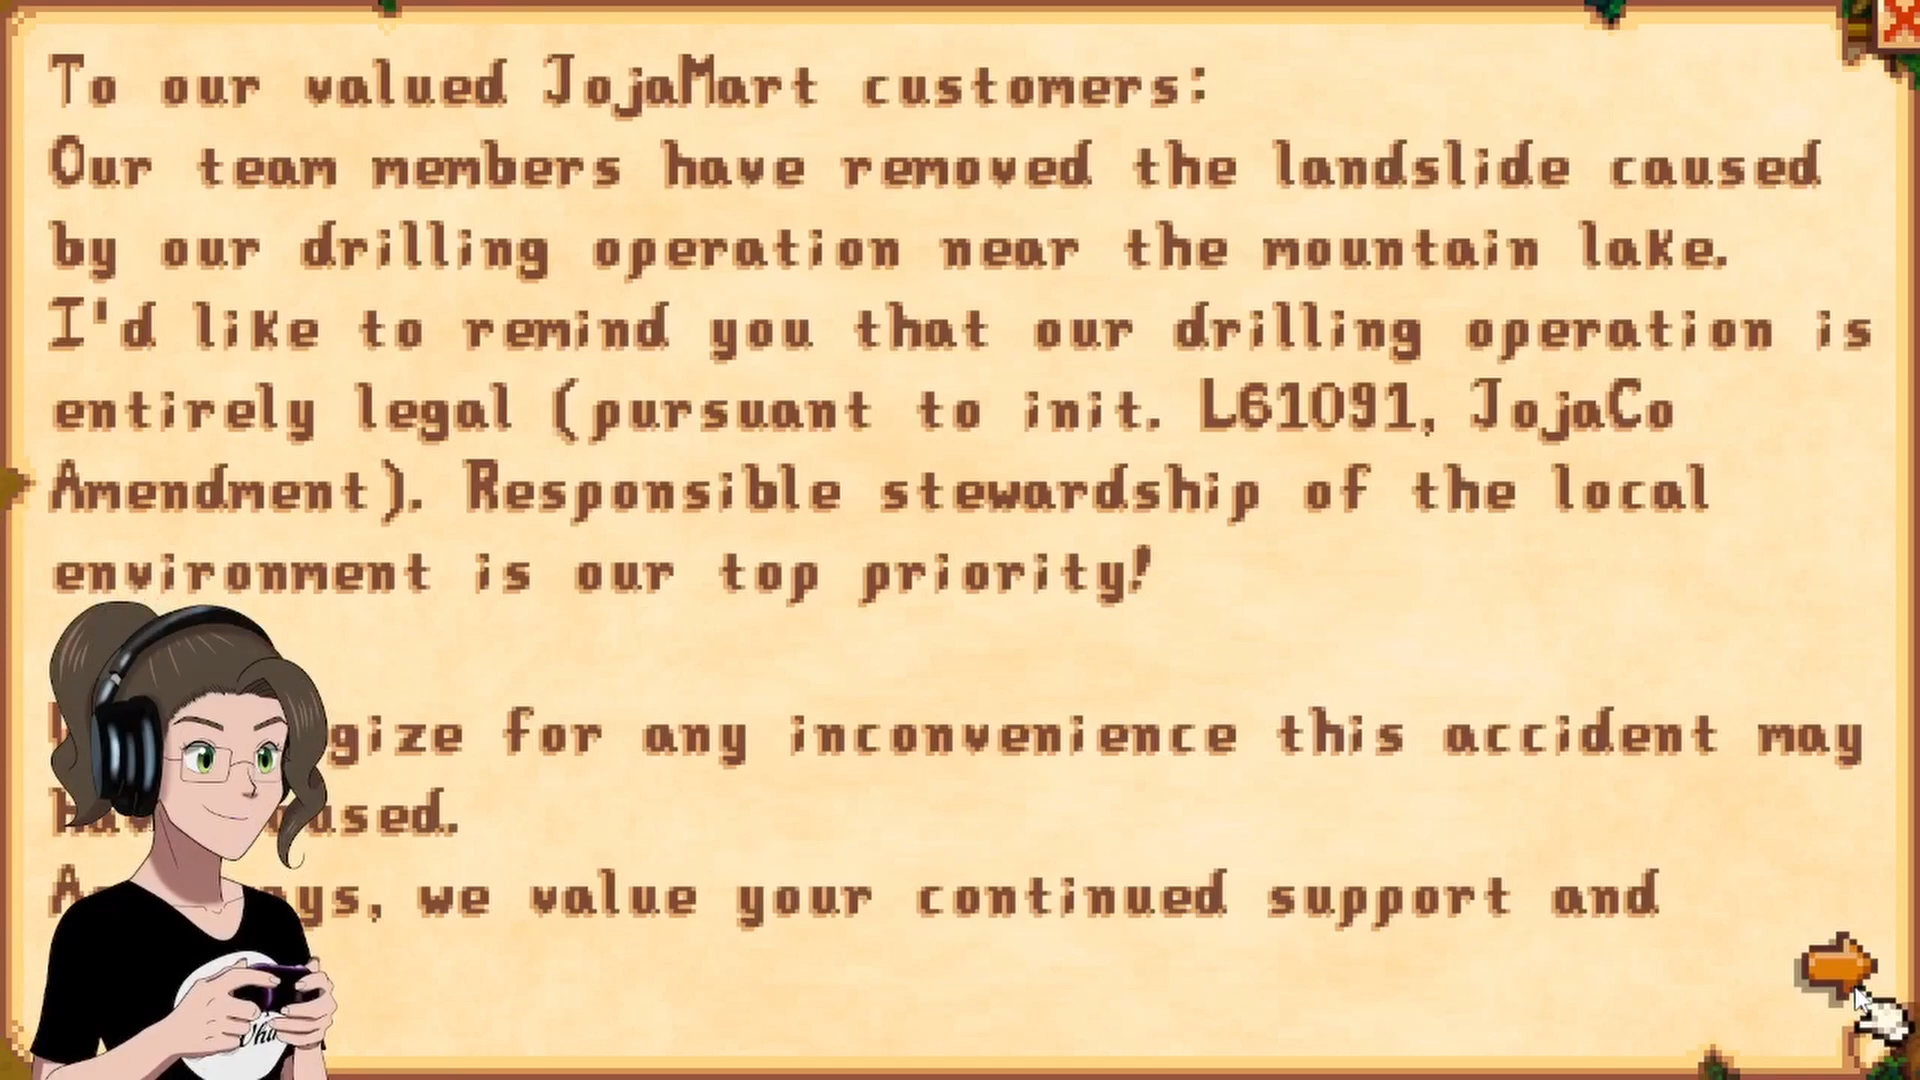 To our valued JojaMart customers:
Our team members have removed the landslide caused
by our drilling operation near the mountain lake.
I'd like to remind you that our drilling operation is
entirely legal (pursuant to init. L61091, JojaCo
Amendment). Responsible stewardship of the local
environment is our top priority!
for any inconvenience this accident may
we value your continued support and